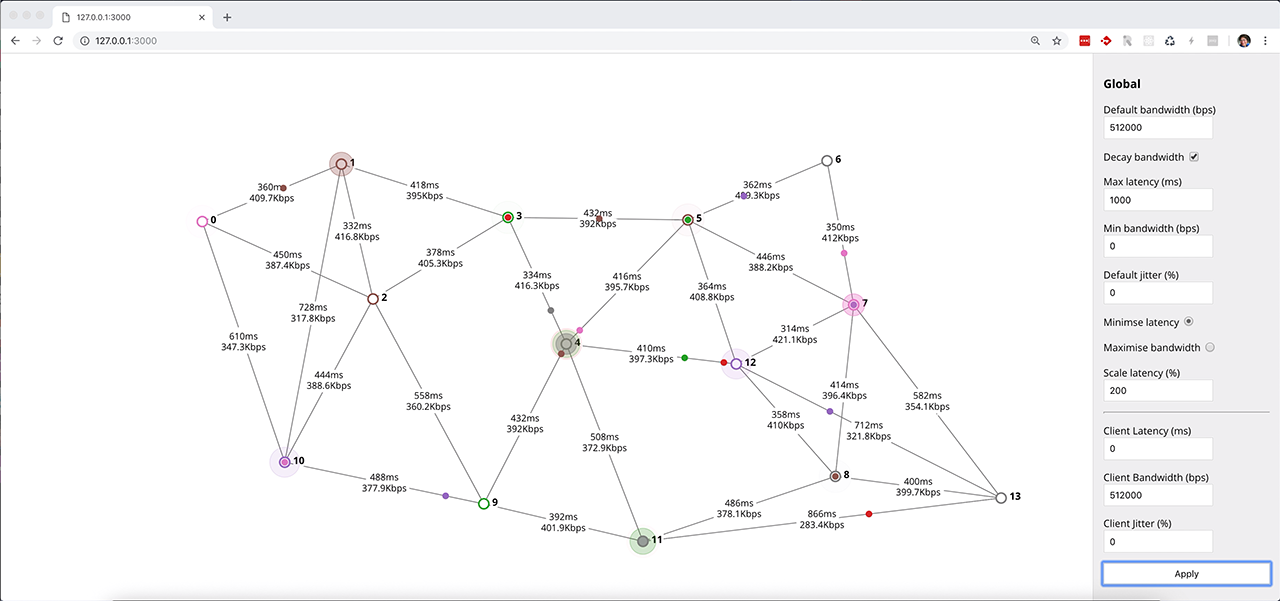 127.0.0.1:3000
127.0.0.1:3000
6
1
362ms
360m
418ms
409.7Kbps
395Kbps
0
3
432ms
392Kbps
5
332ms
416.8Kbps
350ms
412Kbps
450ms
387.4Kbps
378ms
405.3Kbps
446ms
388.2Kbps
334ms
416.3Kbps
416ms
395.7Kbps
364ms
408.8Kbps
2
7
728ms
317.8Kbps
314ms
421.1Kbps
610ms
347.3Kbps
4
410ms
397.3Kbps
12
444ms
388.6Kbps
414ms
396.4Kbps
558ms
360.2Kbps
582ms
354.1Kbps
432ms
392Kbps
358ms
410Kbps
712ms
321.8Kbps
508ms
372.9Kbps
10
8
488ms
377.9Kbps
400ms
399.7Kbps
9
486ms
378.1Kbps
13
392ms
401.9Kbps
866ms
283.4Kbps
11
Global
Default bandwidth (bps)
512000
Decay bandwidth
Max latency (ms)
1000
Min bandwidth (bps)
0
Default jitter (%)
0
Minimse latency
Maximise bandwidth
Scale latency (%)
200
Client Latency (ms)
0
Client Bandwidth (bps)
512000
Client Jitter (%)
0
Apply